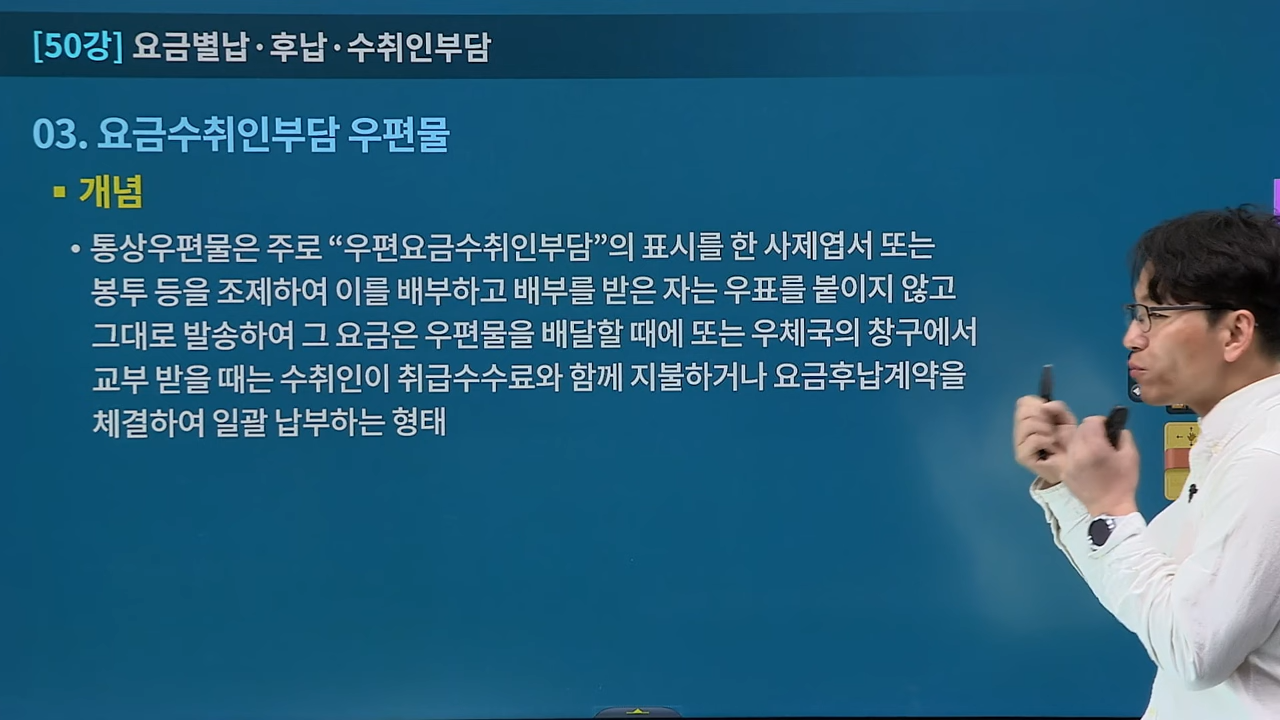 [50강] 요금별납·후납·수취인부담
03. 요금수취인부담 우편물
▪ 개념
• 통상우편물은 주로 “우편요금수취인부담”의 표시를 한 사제엽서 또는
봉투 등을 조제하여 이를 배부하고 배부를 받은 자는 우표를 붙이지 않고
그대로 발송하여 그 요금은 우편물을 배달할 때에 또는 우체국의 창구에서
교부 받을 때는 수취인이 취급수수료와 함께 지불하거나 요금후납계약을
체결하여 일괄 납부하는 형태